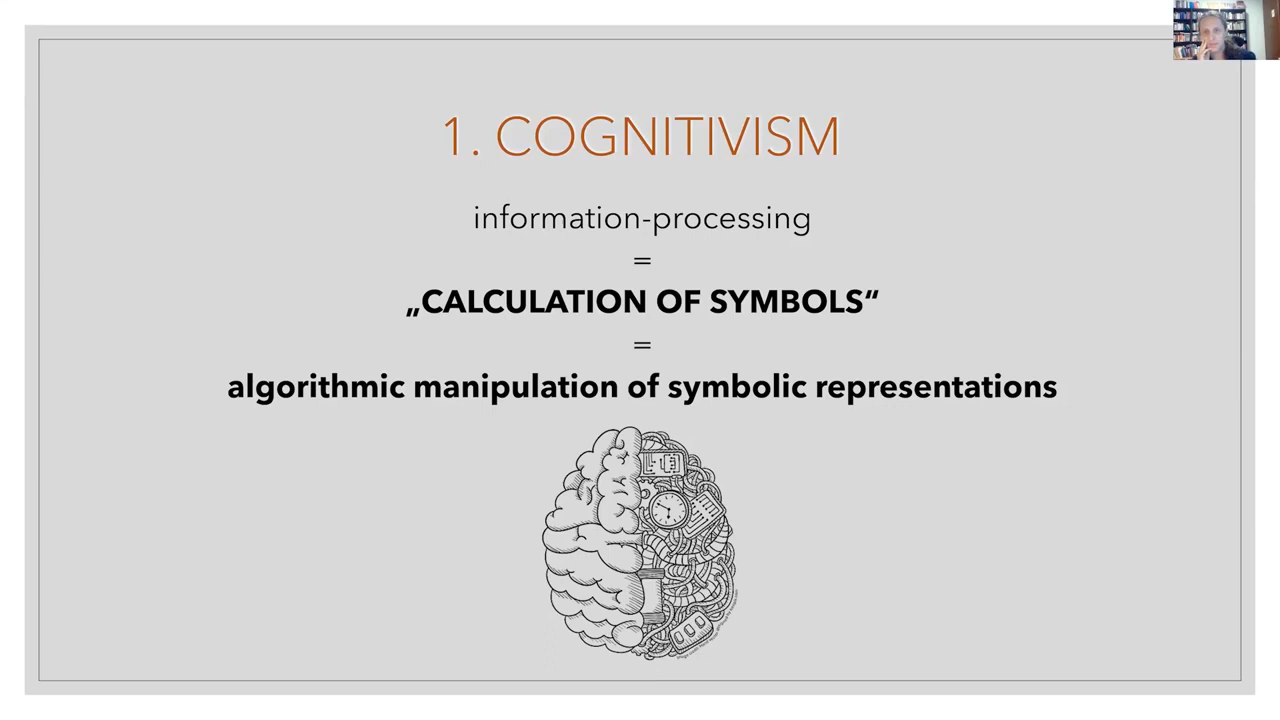 1. COGNITIVISM
information-processing
=
„CALCULATION OF SYMBOLS“
=
algorithmic manipulation of symbolic representations